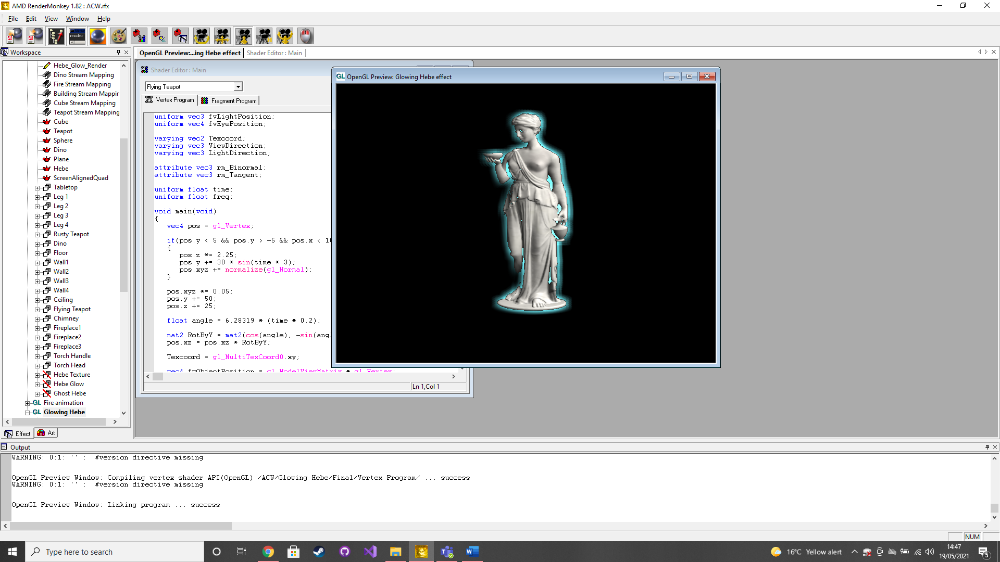 AMD RenderMonkey 1.82 : ACW.rfx
File Edit View Window Help
Workspace
Hebe_Glow_Render
Dino Stream Mapping
Fire Stream Mapping
Building Stream Mappin
Cube Stream Mapping
Teapot Stream Mapping
Cube
Teapot
Sphere
Dino
Plane
Hebe
ScreenAlignedQuad
Tabletop
Leg 1
Leg 2
Leg 3
Leg 4
Rusty Teapot
Dino
Floor
Wall1
Wall2
Wall3
Wall4
Ceiling
Flying Teapot
Chimney
Fireplace1
Fireplace2
Fireplace3
Torch Handle
Torch Head
Hebe Texture
Hebe Glow
Ghost Hebe
GL Fire animation
GL Glowing Hebe
Effect Art
OpenGL Preview:...ing Hebe effect Shader Editor : Main
Shader Editor : Main
Flying Teapot
Vertex Program Fragment Program
uniform vec3 fvLightPosition;
uniform vec4 fvEyePosition;
varying vec2 Texcoord;
varying vec3 ViewDirection;
varying vec3 LightDirection;
attribute vec3 rm_Binormal;
attribute vec3 rm_Tangent;
uniform float time;
uniform float freq;
void main(void)
{
vec4 pos = gl_Vertex;
if(pos.y < 5 && pos.y > -5 && pos.x < 10
{
pos.z *= 2.25;
pos.y += 30 * sin(time * 3);
pos.xyz += normalize(gl_Normal);
}
pos.xyz *= 0.05;
pos.y += 50;
pos.z += 25;
float angle = 6.28319 * (time * 0.2);
mat2 RotByY = mat2(cos(angle), -sin(angl
pos.xz = pos.xz * RotByY;
Texcoord = gl_MultiTexCoord0.xy;
vec4 fvObjectPosition = gl_ModelViewMatrix * gl_Vertex;
Ln 1,Col 1
GL OpenGL Preview: Glowing Hebe effect
Output
WARNING: 0:1: '' : #version directive missing
OpenGL Preview Window: Compiling vertex shader API(OpenGL) /ACW/Glowing Hebe/Final/Vertex Program/ ... success
WARNING: 0:1: '' : #version directive missing
OpenGL Preview Window: Linking program ... success
NUM
Type here to search
16°C Yellow alert
14:47
19/05/2021
5